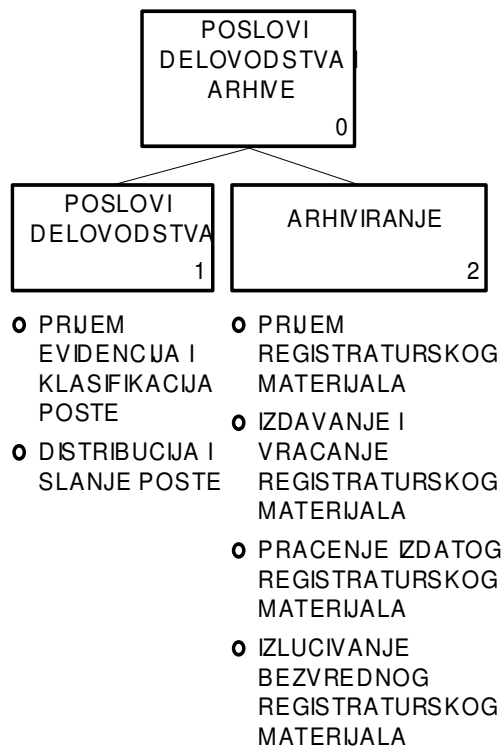 POSLOVI
DELOVODSTVA I
ARHIVE
0
POSLOVI
DELOVODSTVA
1
ARHIVIRANJE
2
PRIJEM
EVIDENCIJA I
KLASIFIKACIJA
POSTE
DISTRIBUCIJA I
SLANJE POSTE
PRIJEM
REGISTRATURSKOG
MATERIJALA
IZDAVANJE I
VRACANJE
REGISTRATURSKOG
MATERIJALA
PRACENJE IZDATOG
REGISTRATURSKOG
MATERIJALA
IZLUCIVANJE
BEZVREDNOG
REGISTRATURSKOG
MATERIJALA